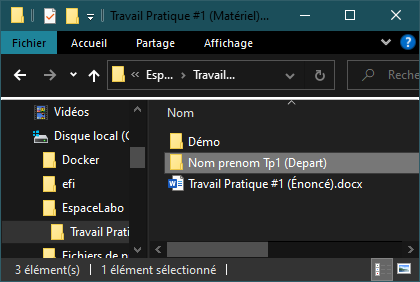 Travail Pratique #1 (Matériel)...
Fichier Accueil Partage Affichage
Esp... Travail... Reche
Nom
Vidéos
Disque local (C
Docker
efi
EspaceLabo
Travail Prati
Fichiers de p
Démo
Nom prenom Tp1 (Depart)
Travail Pratique #1 (Énoncé).docx
3 élément(s) 1 élément sélectionné